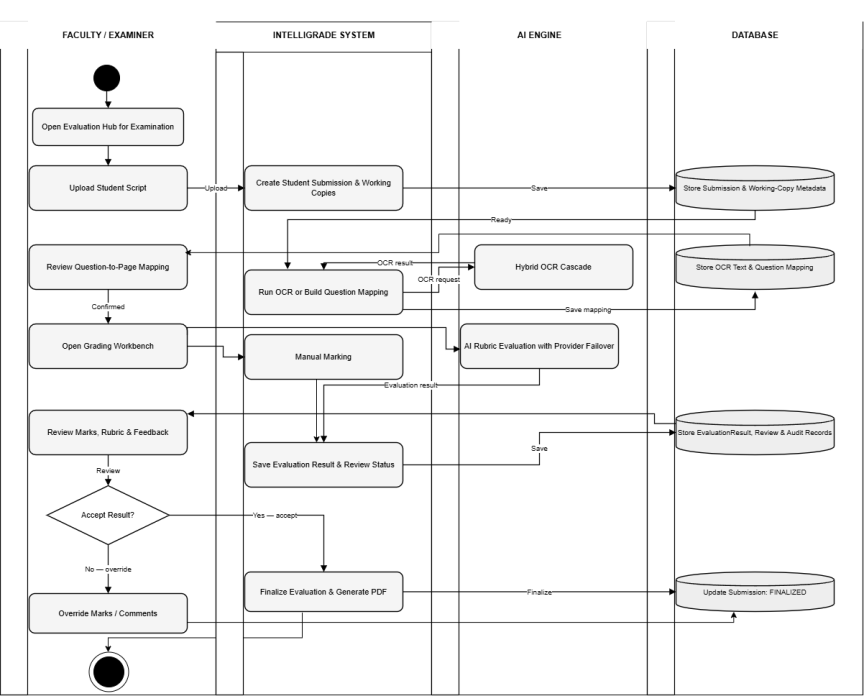 FACULTY / EXAMINER
INTELLIGRADE SYSTEM
AI ENGINE
DATABASE
Open Evaluation Hub for Examination
Upload Student Script
Upload
Create Student Submission & Working
Copies
Save
Store Submission & Working-Copy Metadata
Ready
Review Question-to-Page Mapping
OCR result
OCR request
Hybrid OCR Cascade
Store OCR Text & Question Mapping
Run OCR or Build Question Mapping
Save mapping
Confirmed
Open Grading Workbench
Manual Marking
AI Rubric Evaluation with Provider Failover
Evaluation result
Review Marks, Rubric & Feedback
Store EvaluationResult, Review & Audit Records
Save
Save Evaluation Result & Review Status
Review
Accept Result?
Yes — accept
No — override
Finalize Evaluation & Generate PDF
Finalize
Update Submission: FINALIZED
Override Marks / Comments